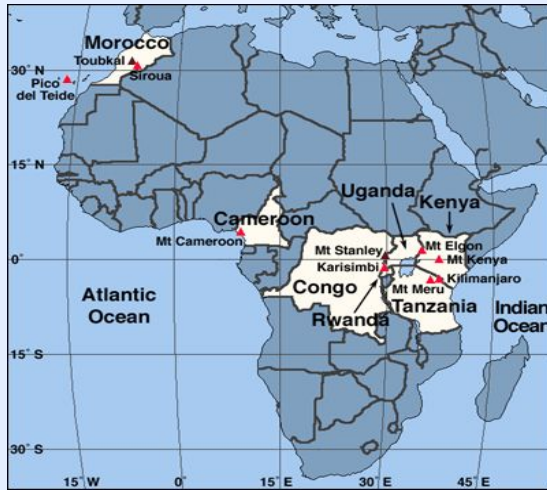 Morocco
Toubkal
30° N
Siroua
Pico
del Teide
15° N
Uganda
Kenya
Cameroon
Mt Cameroon
Mt Stanley
Mt Elgon
0°
Karisimbi
Mt Kenya
Kilimanjaro
Congo
Mt Meru
Atlantic
Ocean
Rwanda
Tanzania
Indian
Ocean
15° S
30° S
15° W
0°
15° E
30° E
45° E